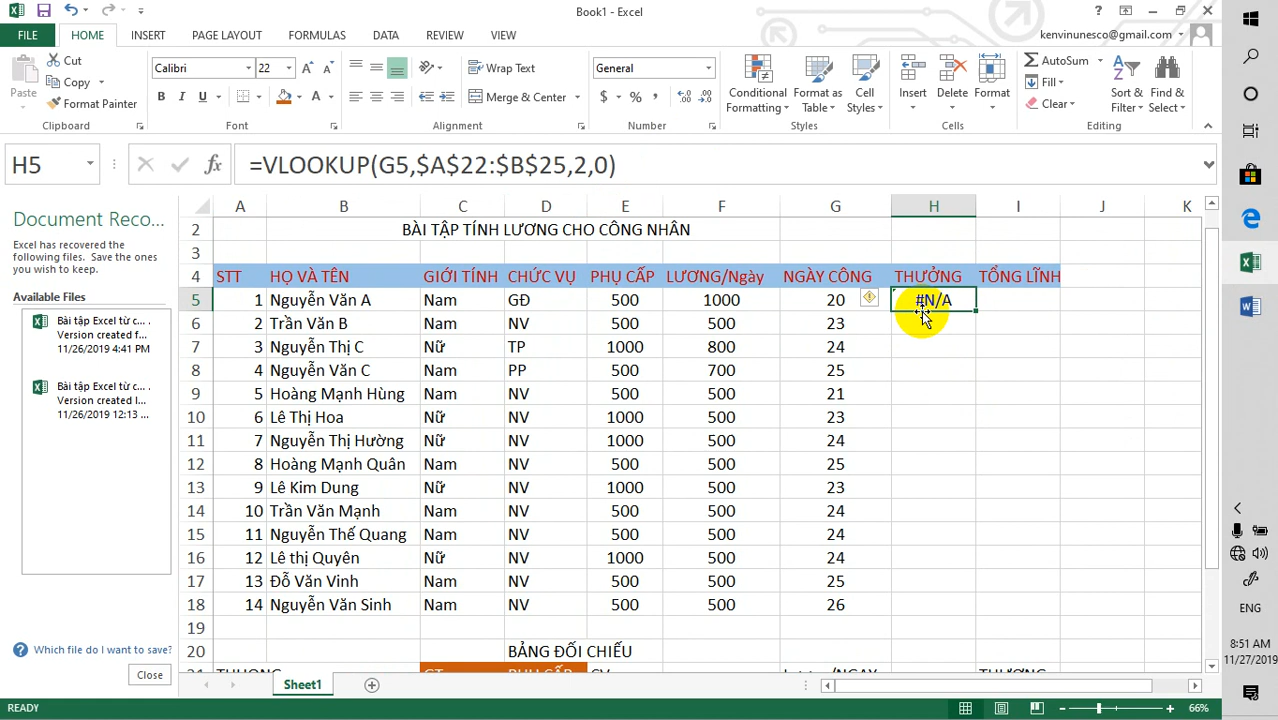 Book1 - Excel
FILE HOME INSERT PAGE LAYOUT FORMULAS DATA REVIEW VIEW kenvinunesco@gmail.com
Paste Cut Copy Format Painter Clipboard
Calibri 22 B I U A Font
Wrap Text Merge & Center Alignment
General $ % , Number
Conditional Formatting Format as Table Cell Styles Styles
Insert Delete Format Cells
AutoSum Fill Clear Sort & Filter Find & Select Editing
H5 fx =VLOOKUP(G5,$A$22:$B$25,2,0)
Document Reco...
Excel has recovered the
following files. Save the ones
you wish to keep.
Available Files
Bài tập Excel từ c...
Version created f...
11/26/2019 4:41 PM
Bài tập Excel từ c...
Version created l...
11/26/2019 12:13 ...
Which file do I want to save?
Close
A B C D E F G H I J K
2 BÀI TẬP TÍNH LƯƠNG CHO CÔNG NHÂN
3
4 STT HỌ VÀ TÊN GIỚI TÍNH CHỨC VỤ PHỤ CẤP LƯƠNG/Ngày NGÀY CÔNG THƯỞNG TỔNG LĨNH
5 1 Nguyễn Văn A Nam GĐ 500 1000 20 #N/A
6 2 Trần Văn B Nam NV 500 500 23
7 3 Nguyễn Thị C Nữ TP 1000 800 24
8 4 Nguyễn Văn C Nam PP 500 700 25
9 5 Hoàng Mạnh Hùng Nam NV 500 500 21
10 6 Lê Thị Hoa Nữ NV 1000 500 23
11 7 Nguyễn Thị Hường Nữ NV 1000 500 24
12 8 Hoàng Mạnh Quân Nam NV 500 500 25
13 9 Lê Kim Dung Nữ NV 1000 500 23
14 10 Trần Văn Mạnh Nam NV 500 500 24
15 11 Nguyễn Thế Quang Nam NV 500 500 24
16 12 Lê thị Quyên Nữ NV 1000 500 24
17 13 Đỗ Văn Vinh Nam NV 500 500 25
18 14 Nguyễn Văn Sinh Nam NV 500 500 26
19
20 BẢNG ĐỐI CHIẾU
Sheet1
READY 66%
ENG
8:51 AM
11/27/2019